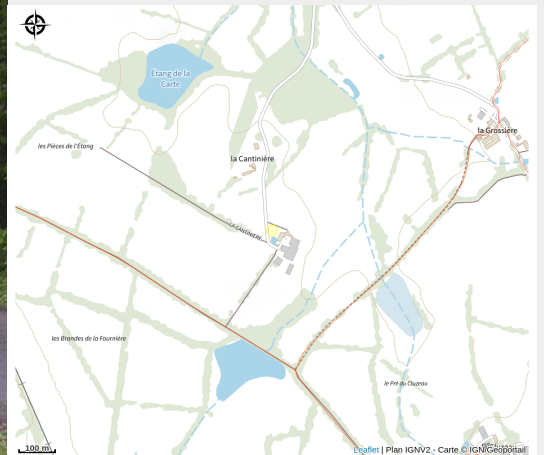 Étang de la
Carte
la Grossière
les Pièces de l'Étang
la Cantinière
LA CANTINIÈRE
les Brandes de la Fournière
le Pré du Cluzeau
100 m
Leaflet | Plan IGNV2 - Carte © IGN/Geoportail